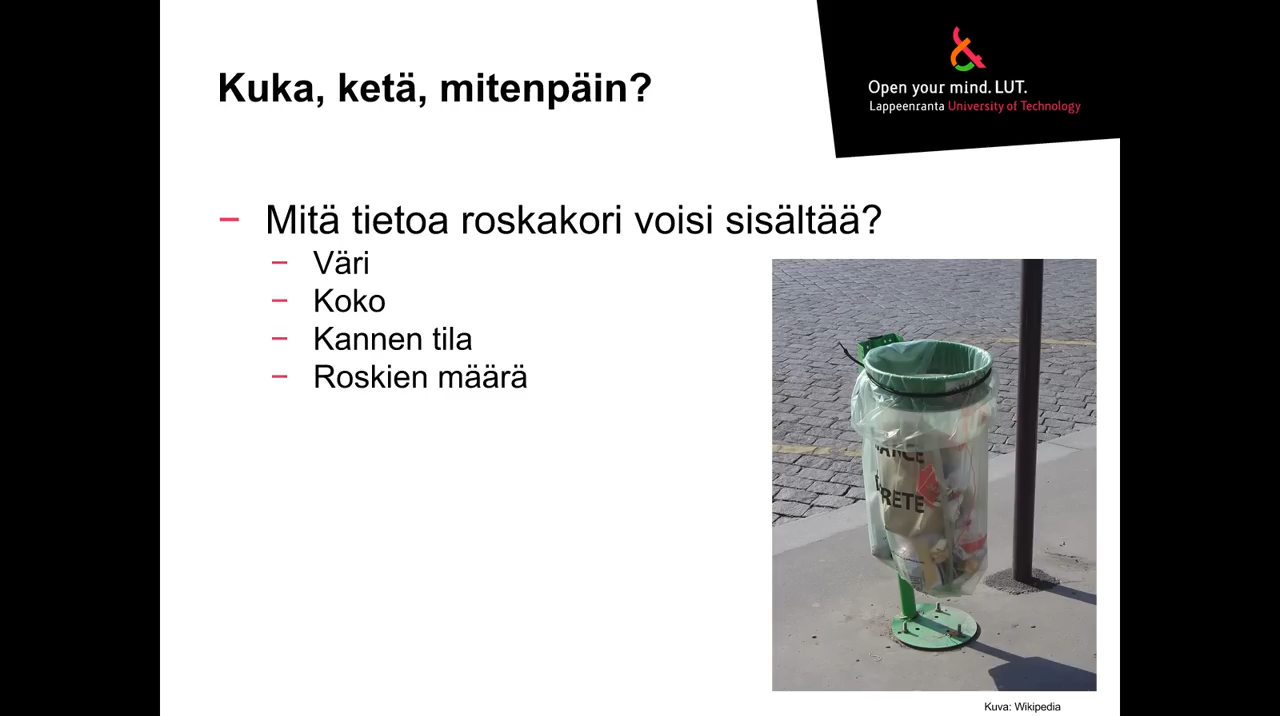 Kuka, ketä, mitenpäin?
Open your mind. LUT.
Lappeenranta University of Technology
− Mitä tietoa roskakori voisi sisältää?
− Väri
− Koko
− Kannen tila
− Roskien määrä
Kuva: Wikipedia